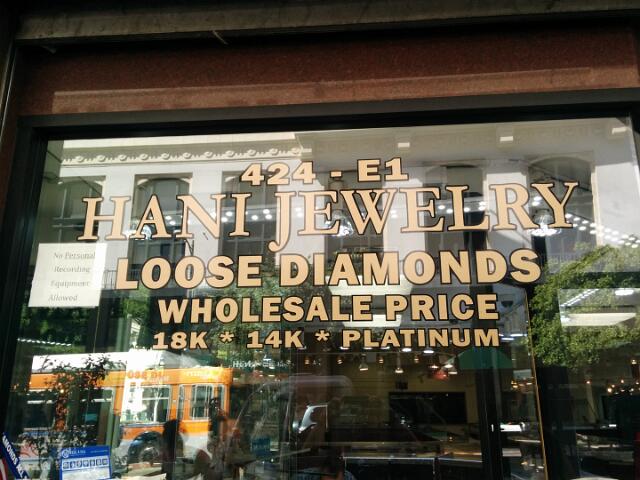 424 - E1
HANI JEWELRY
No Personal
Recording
Equipment
Allowed
LOOSE DIAMONDS
WHOLESALE PRICE
18K * 14K * PLATINUM